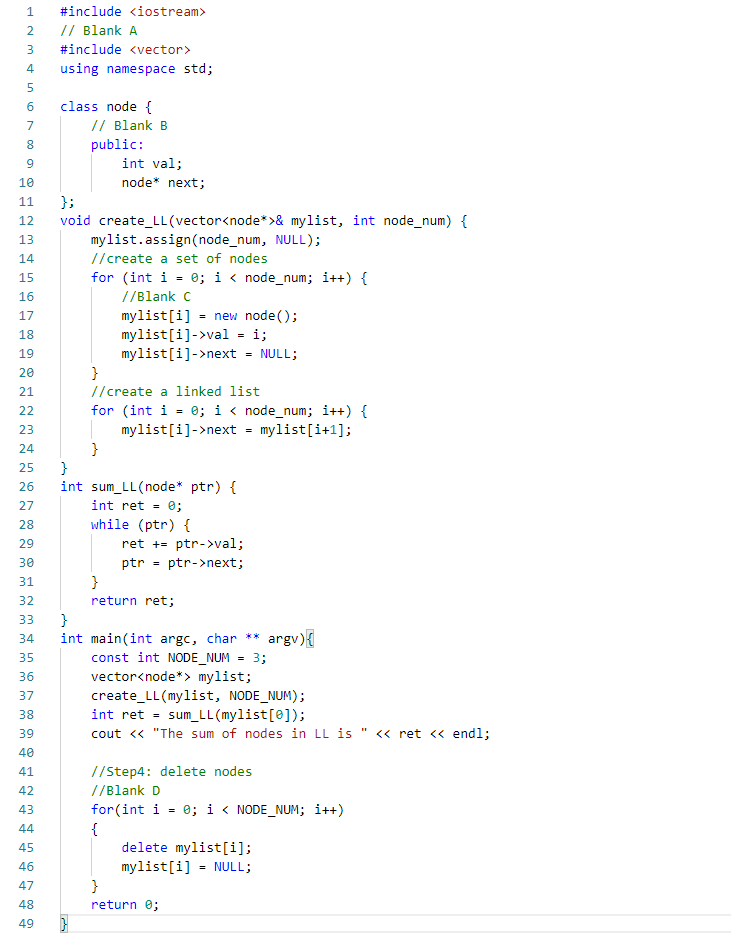 1 #include <iostream>
2 // Blank A
3 #include <vector>
4 using namespace std;
5
6 class node {
7     // Blank B
8     public:
9         int val;
10         node* next;
11 };
12 void create_LL(vector<node*>& mylist, int node_num) {
13     mylist.assign(node_num, NULL);
14     //create a set of nodes
15     for (int i = 0; i < node_num; i++) {
16         //Blank C
17         mylist[i] = new node();
18         mylist[i]->val = i;
19         mylist[i]->next = NULL;
20     }
21     //create a linked list
22     for (int i = 0; i < node_num; i++) {
23         mylist[i]->next = mylist[i+1];
24     }
25 }
26 int sum_LL(node* ptr) {
27     int ret = 0;
28     while (ptr) {
29         ret += ptr->val;
30         ptr = ptr->next;
31     }
32     return ret;
33 }
34 int main(int argc, char ** argv){
35     const int NODE_NUM = 3;
36     vector<node*> mylist;
37     create_LL(mylist, NODE_NUM);
38     int ret = sum_LL(mylist[0]);
39     cout << "The sum of nodes in LL is " << ret << endl;
40
41     //Step4: delete nodes
42     //Blank D
43     for(int i = 0; i < NODE_NUM; i++)
44     {
45         delete mylist[i];
46         mylist[i] = NULL;
47     }
48     return 0;
49 }